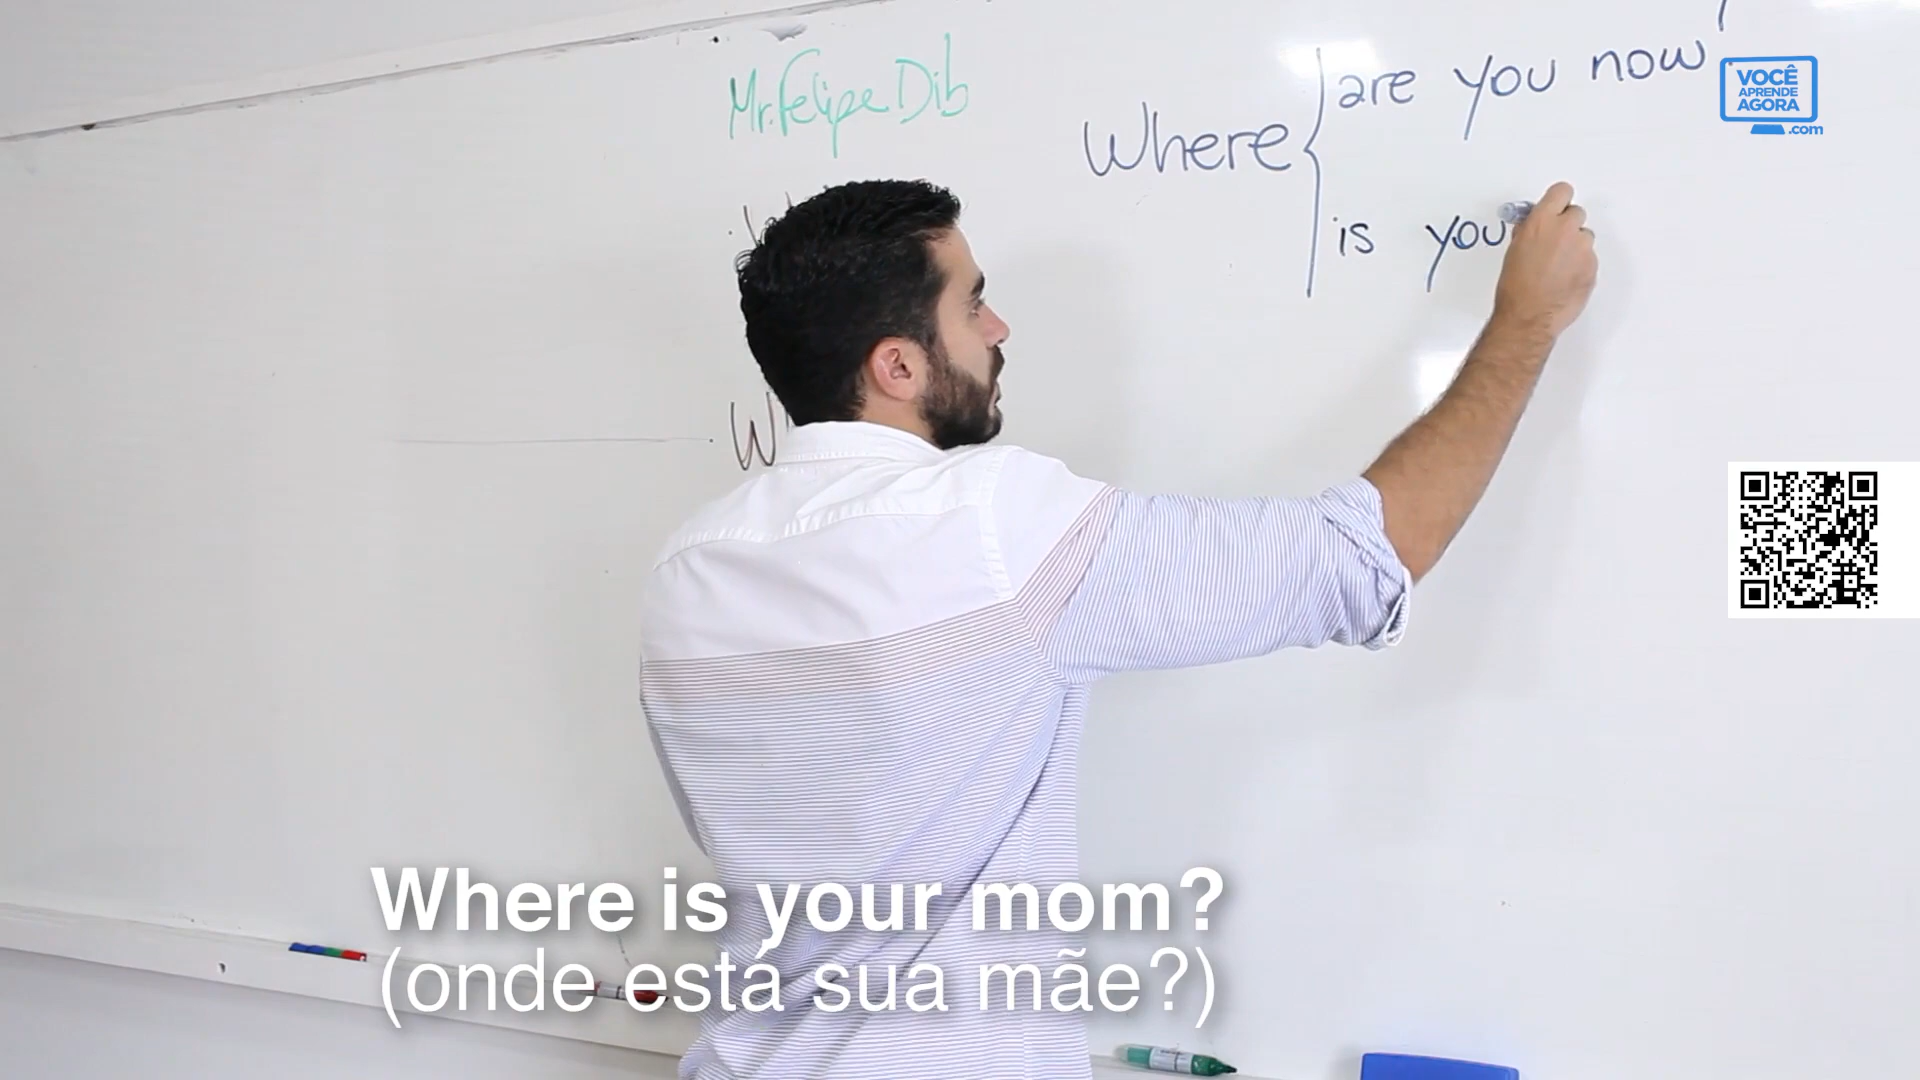 Mr. Felipe Dib
Where
are you now
is you
VOCÊ
APRENDE
AGORA
.com
W
Where is your mom?
(onde está sua mãe?)